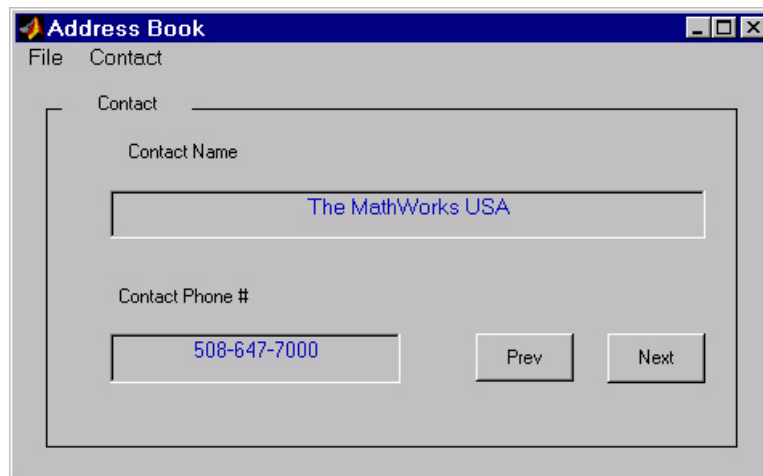 Address Book
File Contact
Contact
Contact Name
The MathWorks USA
Contact Phone #
508-647-7000 Prev Next